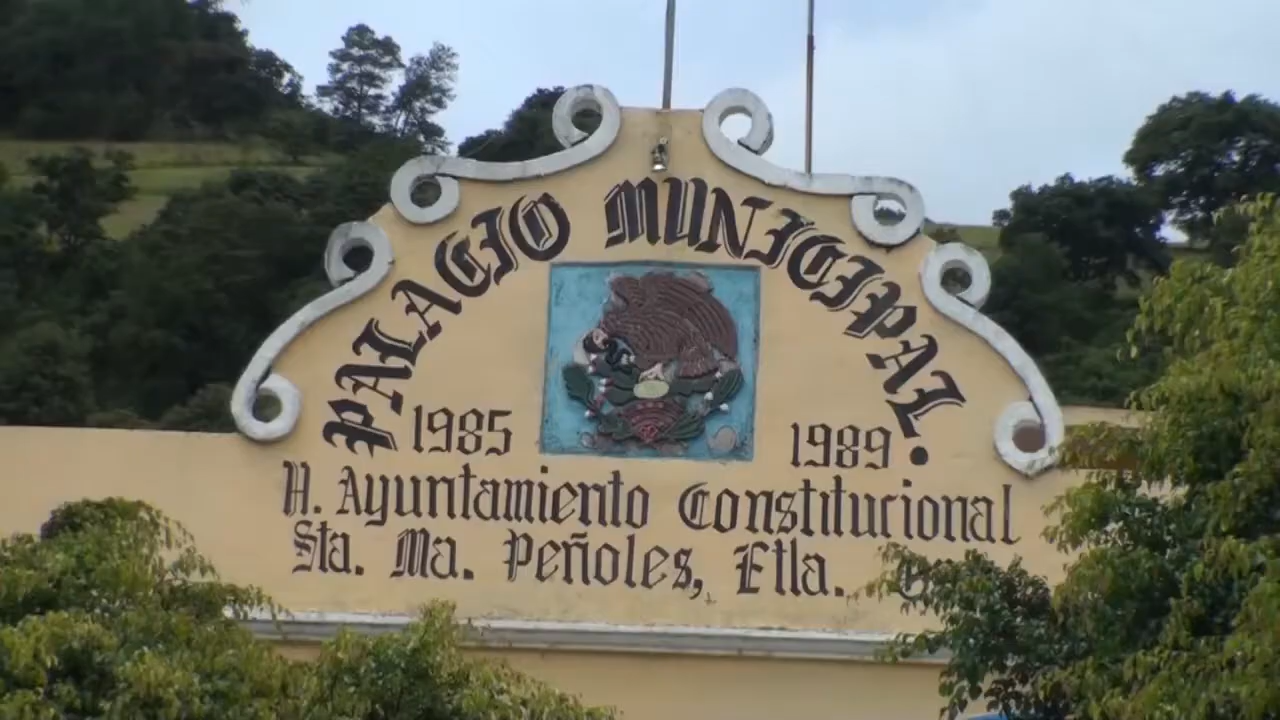 PALACIO MUNICIPAL.
1985 1989
H. Ayuntamiento Constitucional
Sta. Ma. Peñoles, Etla.